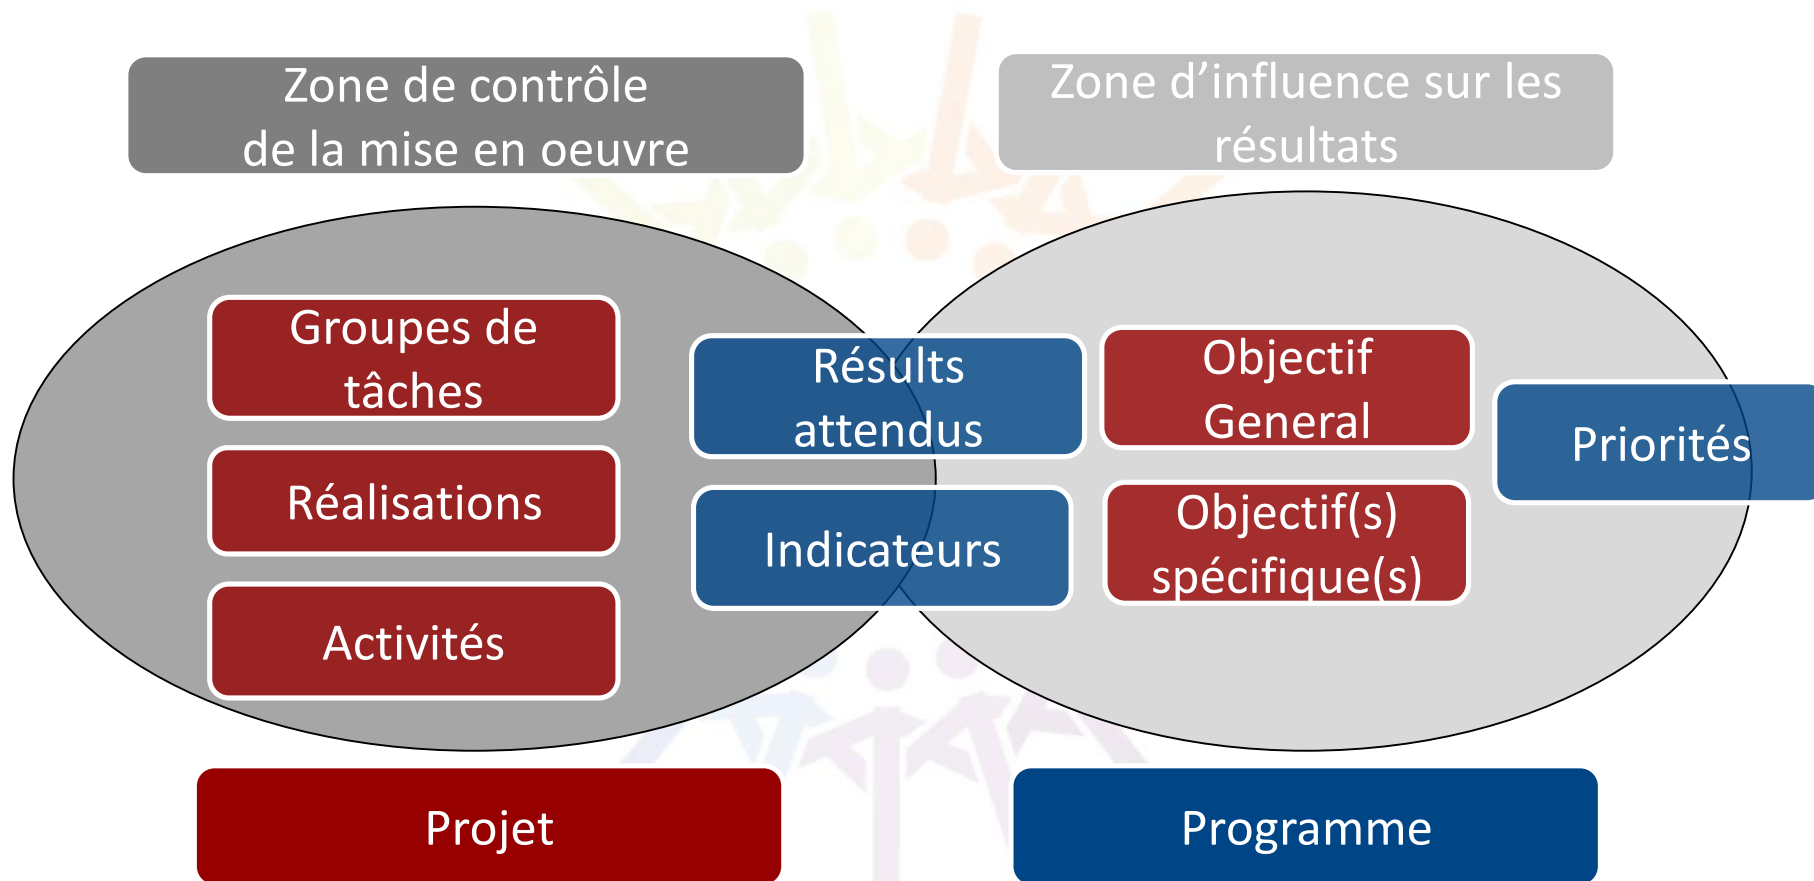 Zone de contrôle
de la mise en oeuvre
Zone d’influence sur les
résultats
Groupes de
tâches
Réalisations
Activités
Résults
attendus
Indicateurs
Objectif
General
Objectif(s)
spécifique(s)
Priorités
Projet
Programme